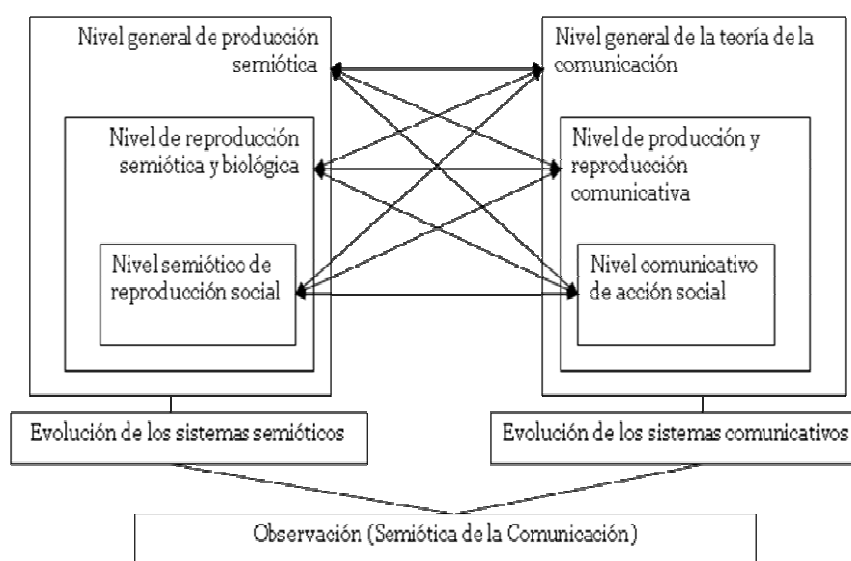 Nivel general de producción
semiótica
Nivel de reproducción
semiótica y biológica
Nivel semiótico de
reproducción social
Nivel general de la teoría de la
comunicación
Nivel de producción y
reproducción
comunicativa
Nivel comunicativo
de acción social
Evolución de los sistemas semióticos
Evolución de los sistemas comunicativos
Observación (Semiótica de la Comunicación)